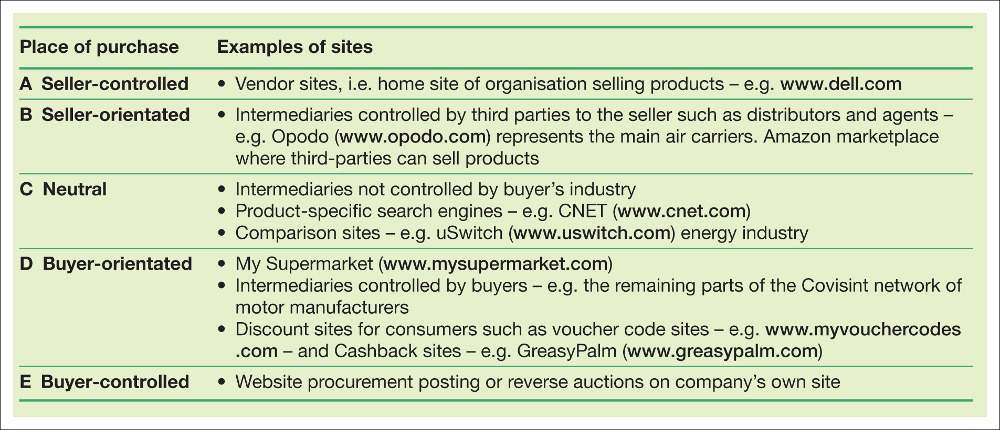 Place of purchase Examples of sites
A Seller-controlled • Vendor sites, i.e. home site of organisation selling products – e.g. www.dell.com
B Seller-orientated • Intermediaries controlled by third parties to the seller such as distributors and agents –
e.g. Opodo (www.opodo.com) represents the main air carriers. Amazon marketplace
where third-parties can sell products
C Neutral • Intermediaries not controlled by buyer’s industry
• Product-specific search engines – e.g. CNET (www.cnet.com)
• Comparison sites – e.g. uSwitch (www.uswitch.com) energy industry
D Buyer-orientated • My Supermarket (www.mysupermarket.com)
• Intermediaries controlled by buyers – e.g. the remaining parts of the Covisint network of
motor manufacturers
• Discount sites for consumers such as voucher code sites – e.g. www.myvouchercodes
.com – and Cashback sites – e.g. GreasyPalm (www.greasypalm.com)
E Buyer-controlled • Website procurement posting or reverse auctions on company’s own site